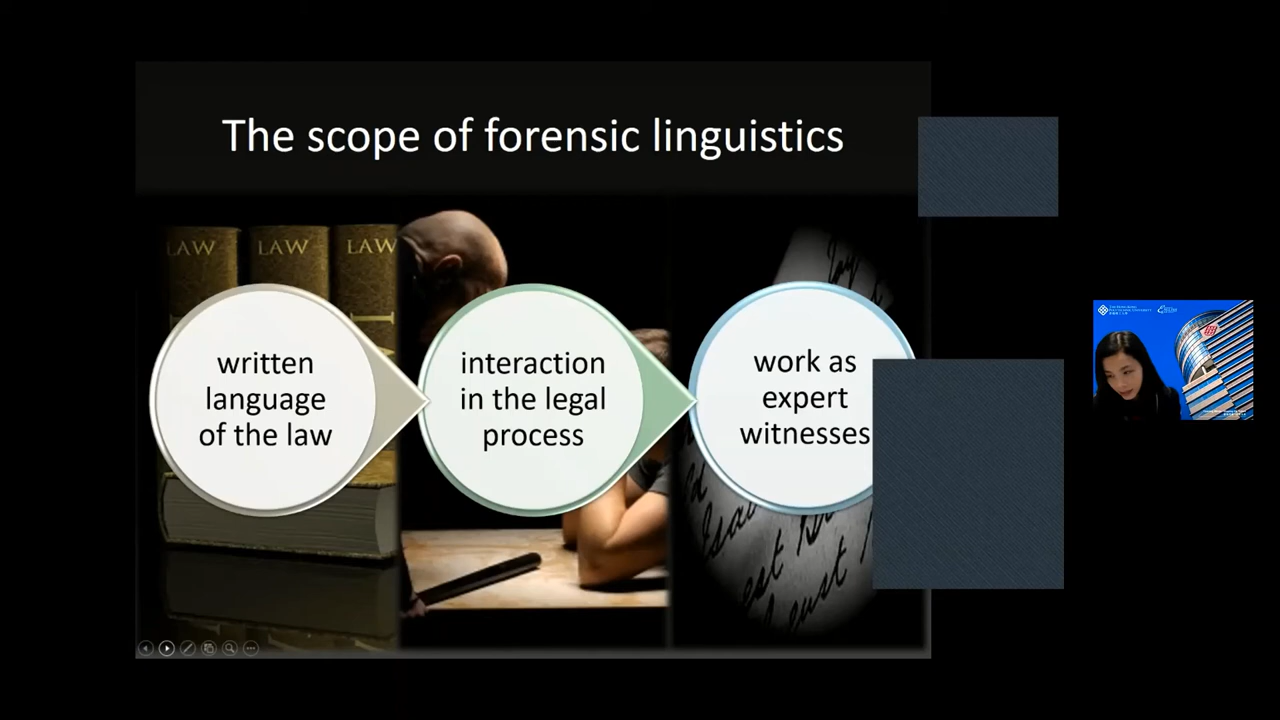 The scope of forensic linguistics
LAW
LAW
LAW
written
language
of the law
interaction
in the legal
process
work as
expert
witnesses